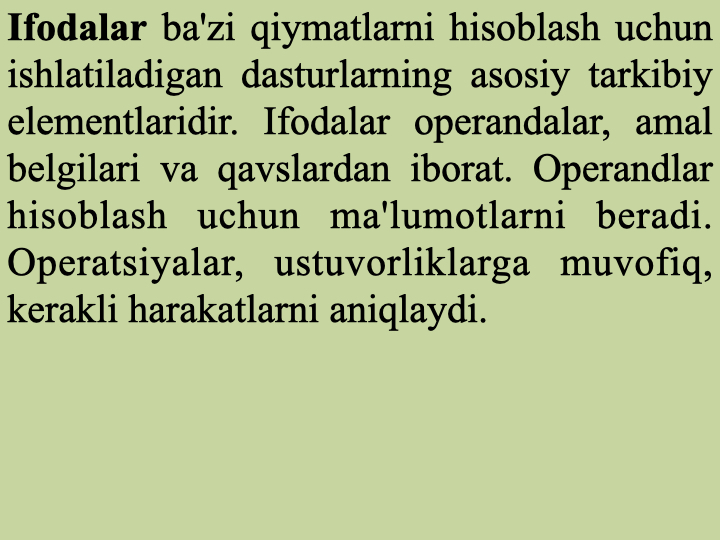 Ifodalar ba'zi qiymatlarni hisoblash uchun
ishlatiladigan dasturlarning asosiy tarkibiy
elementlaridir. Ifodalar operandalar, amal
belgilari va qavslardan iborat. Operandlar
hisoblash uchun ma'lumotlarni beradi.
Operatsiyalar, ustuvorliklarga muvofiq,
kerakli harakatlarni aniqlaydi.